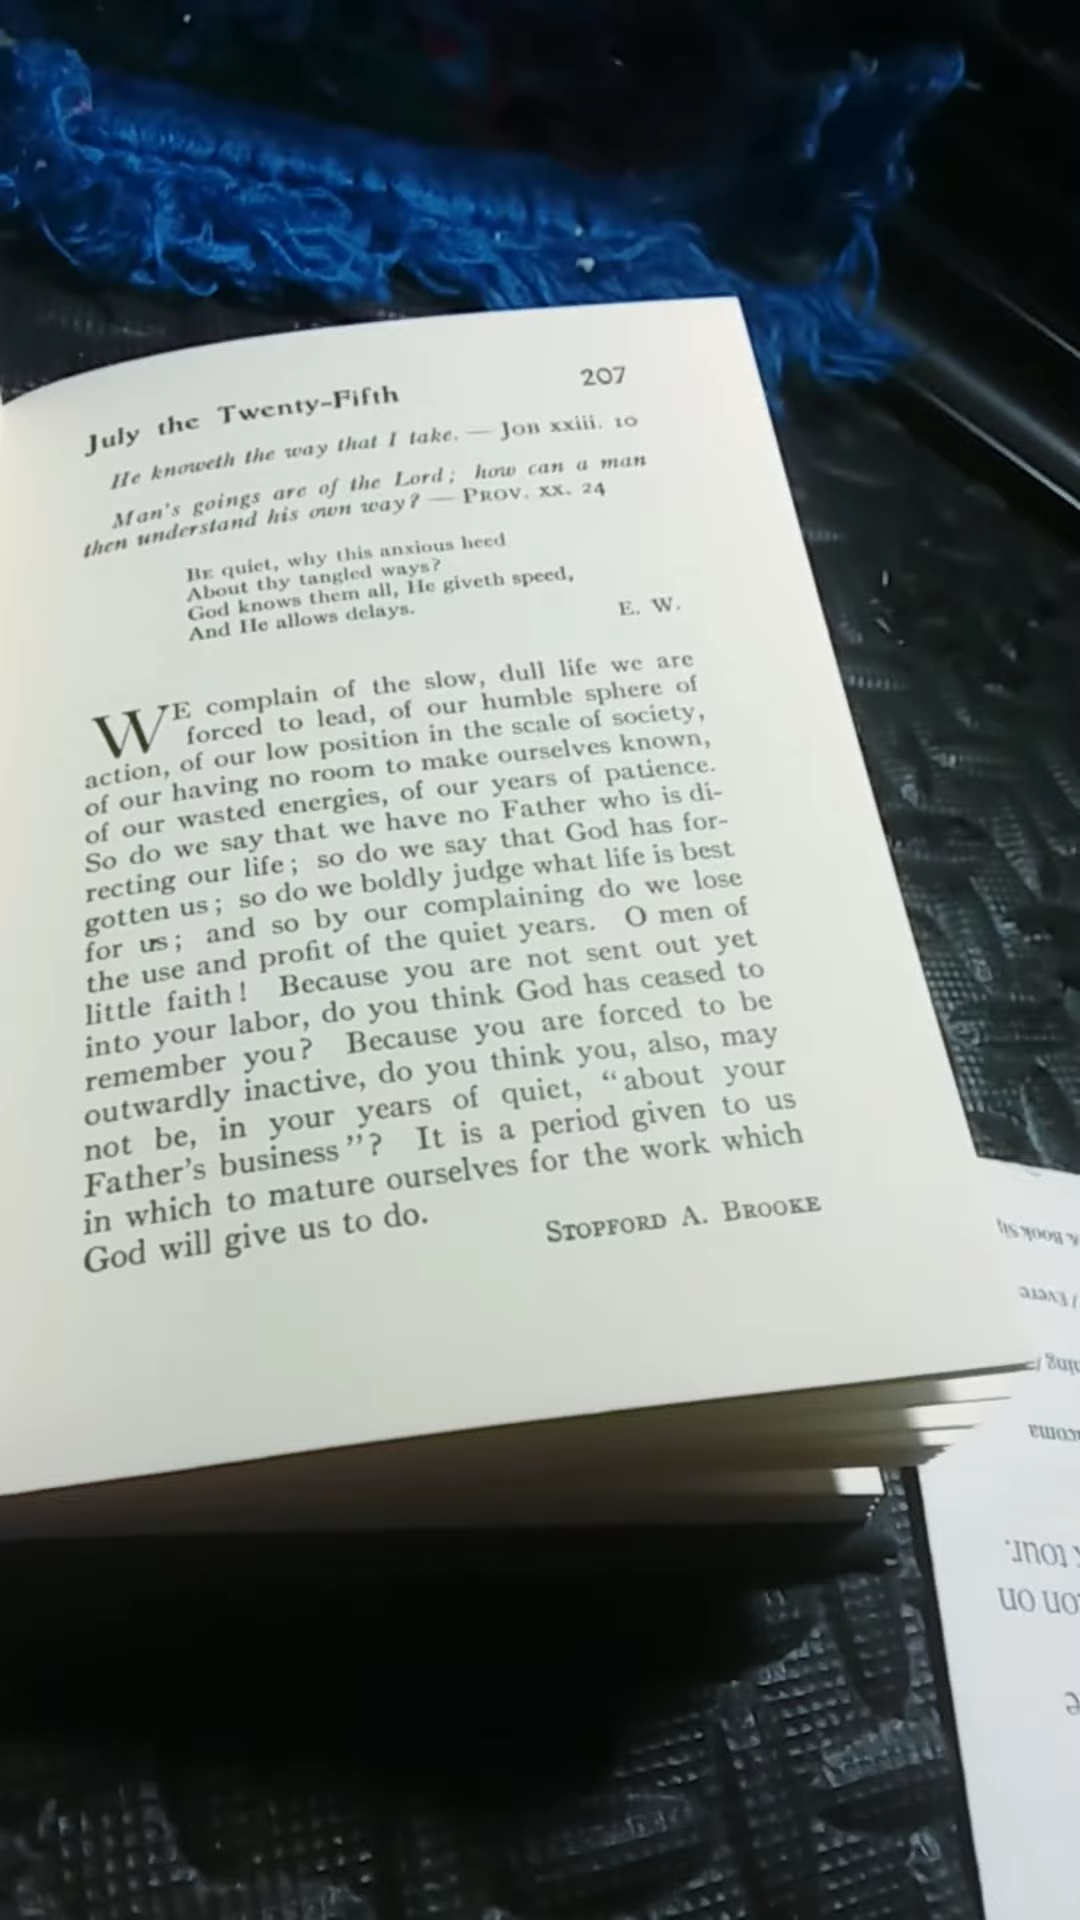 July the Twenty-Fifth 207
He knoweth the way that I take. — Job xxiii. 10
Man's goings are of the Lord; how can a man
then understand his own way? — Prov. xx. 24
Be quiet, why this anxious heed
About thy tangled ways?
God knows them all, He giveth speed,
And He allows delays.
E. W.
WE complain of the slow, dull life we are
forced to lead, of our humble sphere of
action, of our low position in the scale of society,
of our having no room to make ourselves known,
of our wasted energies, of our years of patience.
So do we say that we have no Father who is di-
recting our life; so do we say that God has for-
gotten us; so do we boldly judge what life is best
for us; and so by our complaining do we lose
the use and profit of the quiet years. O men of
little faith! Because you are not sent out yet
into your labor, do you think God has ceased to
remember you? Because you are forced to be
outwardly inactive, do you think you, also, may
not be, in your years of quiet, “about your
Father's business”? It is a period given to us
in which to mature ourselves for the work which
God will give us to do.
Stopford A. Brooke
tour.
on